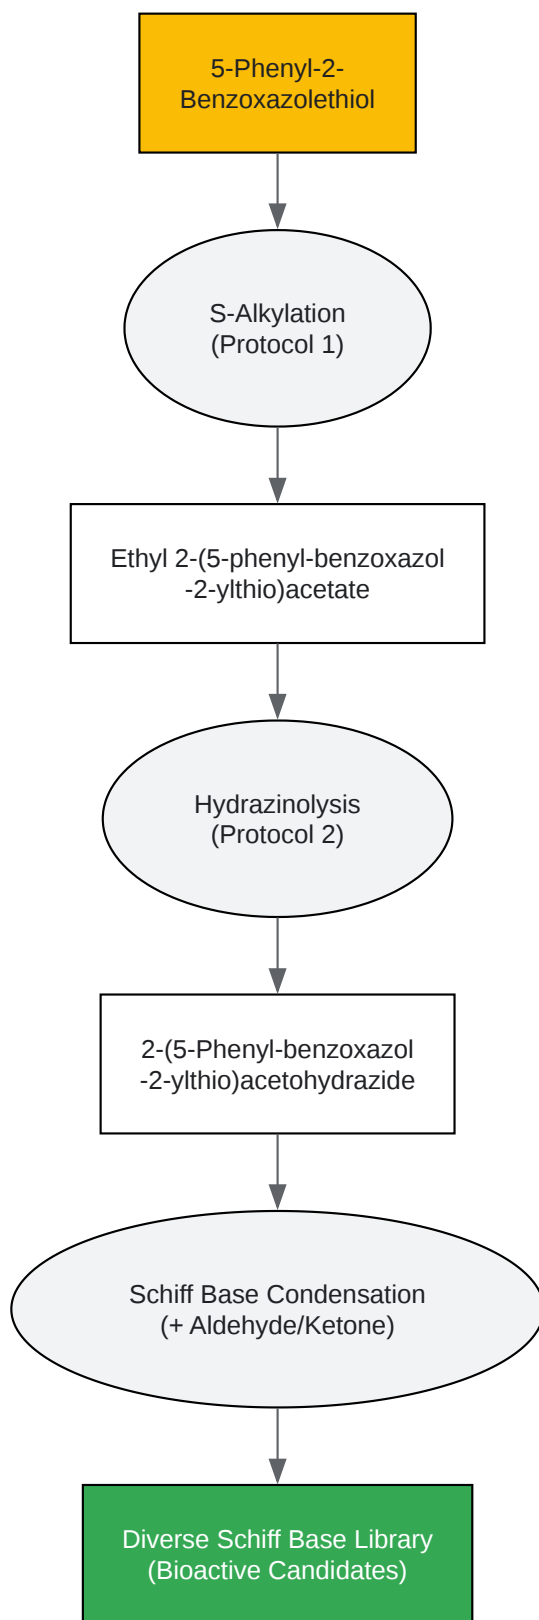 5-Phenyl-2-
Benzoxazolethiol
S-Alkylation
(Protocol 1)
Ethyl 2-(5-phenyl-benzoxazol
-2-ylthio)acetate
Hydrazinolysis
(Protocol 2)
2-(5-Phenyl-benzoxazol
-2-ylthio)acetohydrazide
Schiff Base Condensation
(+ Aldehyde/Ketone)
Diverse Schiff Base Library
(Bioactive Candidates)